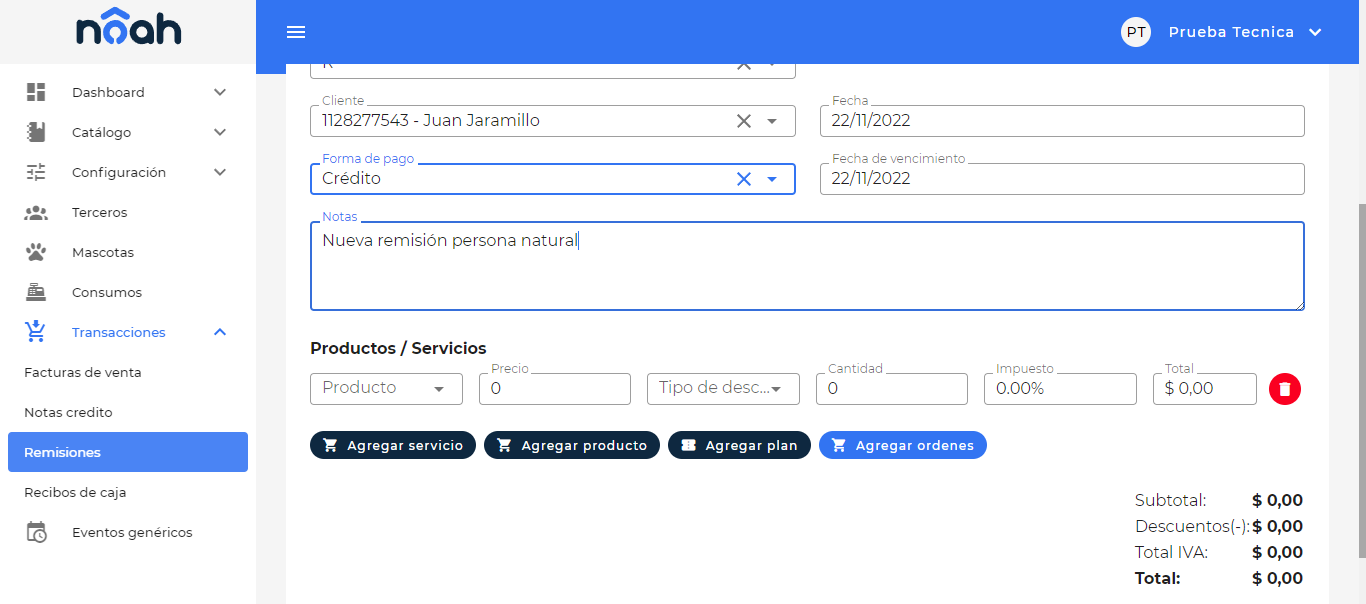 nôah
PT Prueba Tecnica
Dashboard
Catálogo
Configuración
Terceros
Mascotas
Consumos
Transacciones
Facturas de venta
Notas credito
Remisiones
Recibos de caja
Eventos genéricos
Cliente
1128277543 - Juan Jaramillo
Fecha
22/11/2022
Forma de pago
Crédito
Fecha de vencimiento
22/11/2022
Notas
Nueva remisión persona natural
Productos / Servicios
Producto
Precio
0
Tipo de desc...
Cantidad
0
Impuesto
0.00%
Total
$ 0,00
Agregar servicio
Agregar producto
Agregar plan
Agregar ordenes
Subtotal: $ 0,00
Descuentos(-): $ 0,00
Total IVA: $ 0,00
Total: $ 0,00